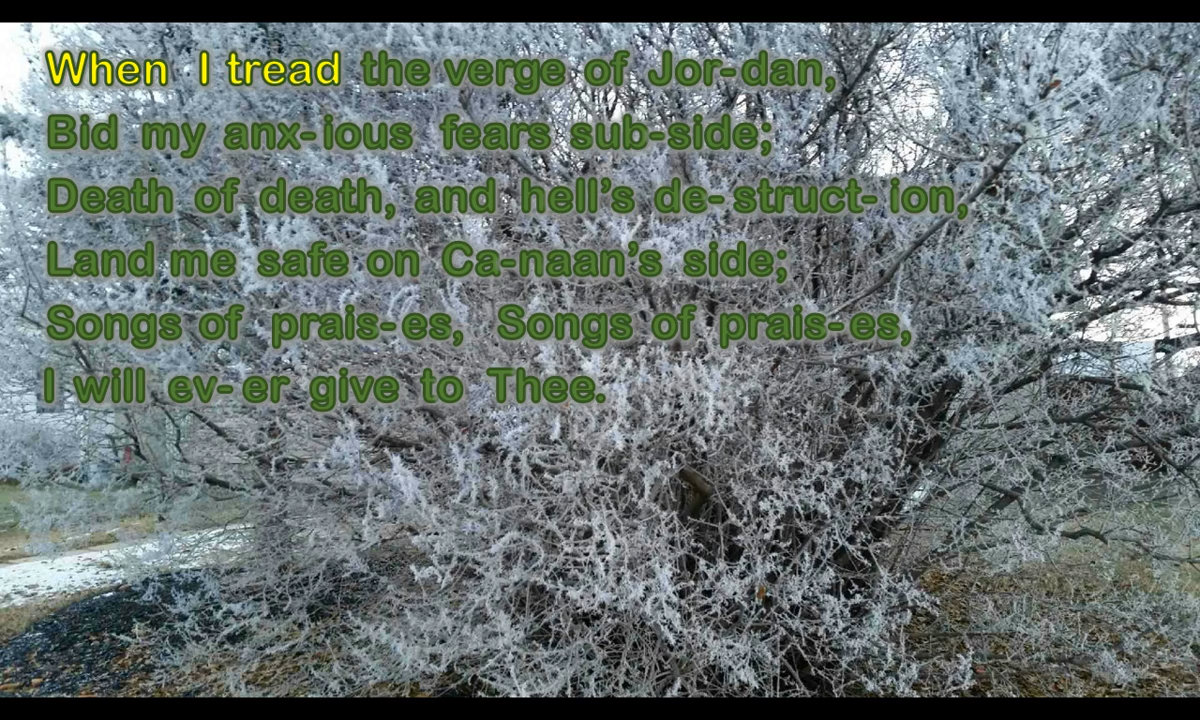 When I tread the verge of Jor-dan,
Bid my anx-ious fears sub-side;
Death of death, and hell’s de-struct-ion,
Land me safe on Ca-naan’s side;
Songs of prais-es, Songs of prais-es,
I will ev-er give to Thee.